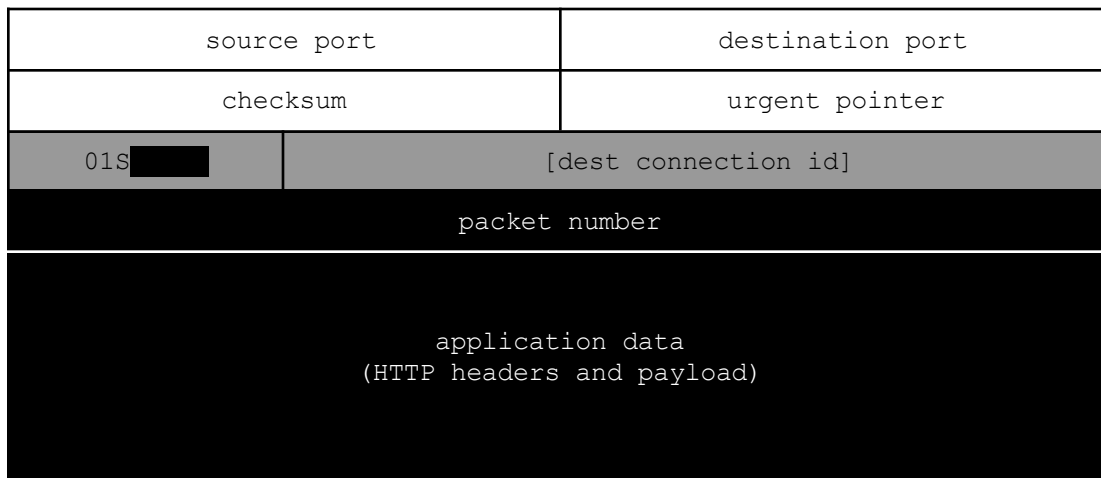 source port
destination port
checksum
urgent pointer
01S
[dest connection id]
packet number
application data
(HTTP headers and payload)